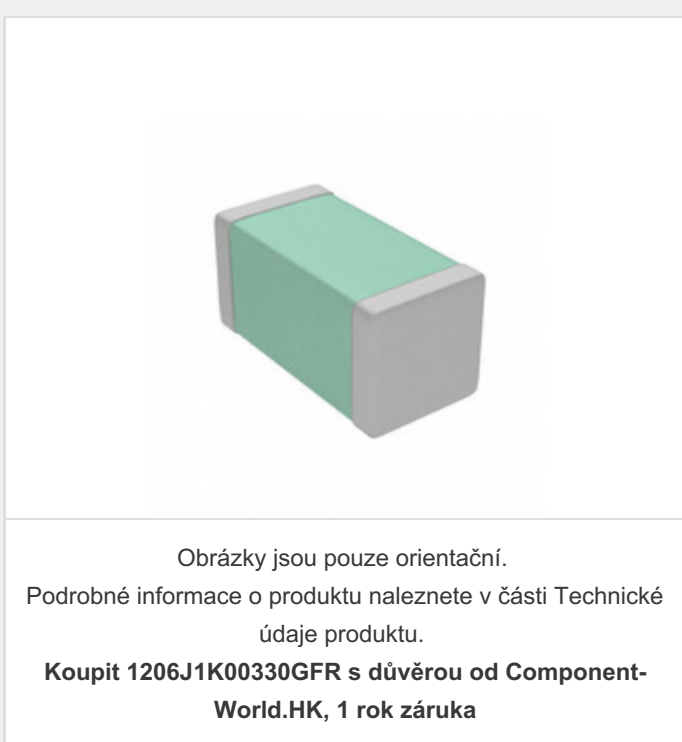 Obrázky jsou pouze orientační.
Podrobné informace o produktu naleznete v části Technické
údaje produktu.
Koupit 1206J1K00330GFR s důvěrou od Component-
World.HK, 1 rok záruka